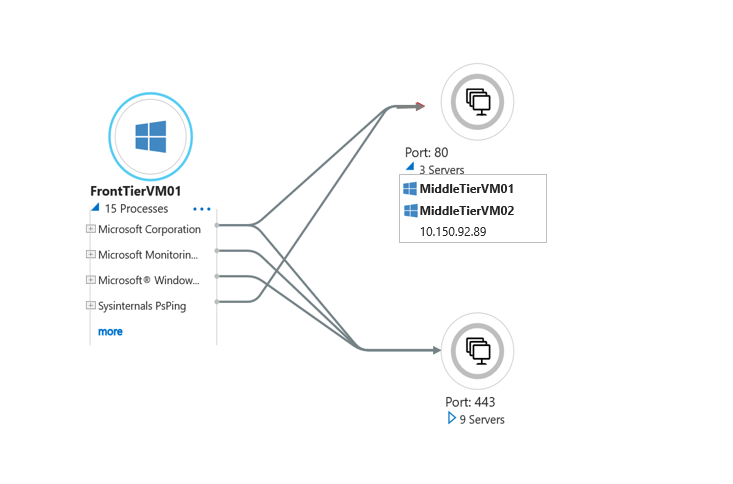 FrontTierVM01
15 Processes
Microsoft Corporation
Microsoft Monitorin...
Microsoft® Window...
Sysinternals PsPing
more
Port: 80
3 Servers
MiddleTierVM01
MiddleTierVM02
10.150.92.89
Port: 443
9 Servers